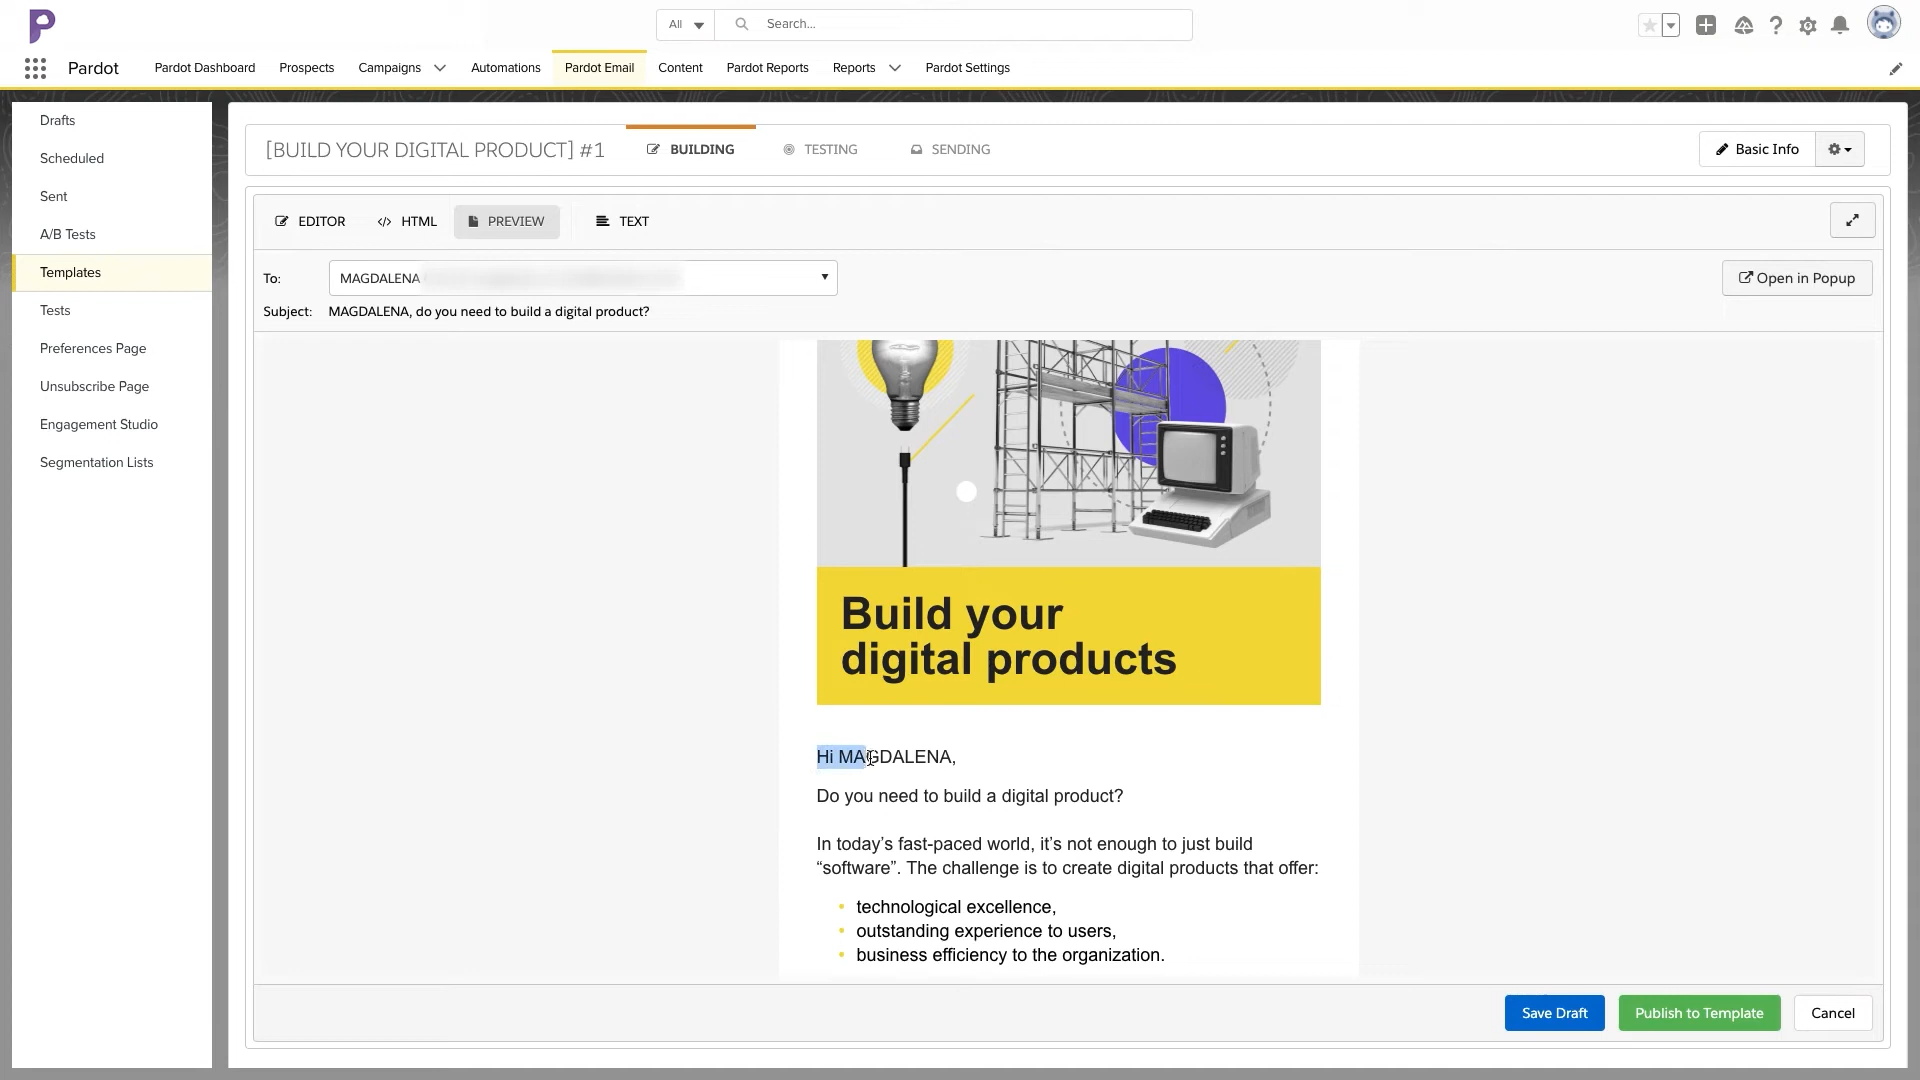 All
Search...
Pardot
Pardot Dashboard
Prospects
Campaigns
Automations
Pardot Email
Content
Pardot Reports
Reports
Pardot Settings
Drafts
Scheduled
Sent
A/B Tests
Templates
Tests
Preferences Page
Unsubscribe Page
Engagement Studio
Segmentation Lists
[BUILD YOUR DIGITAL PRODUCT] #1
BUILDING
TESTING
SENDING
Basic Info
EDITOR
</> HTML
PREVIEW
TEXT
To:
MAGDALENA
Open in Popup
Subject: MAGDALENA, do you need to build a digital product?
Build your
digital products
Hi MAGDALENA,
Do you need to build a digital product?
In today’s fast-paced world, it’s not enough to just build
“software”. The challenge is to create digital products that offer:
• technological excellence,
• outstanding experience to users,
• business efficiency to the organization.
Save Draft
Publish to Template
Cancel